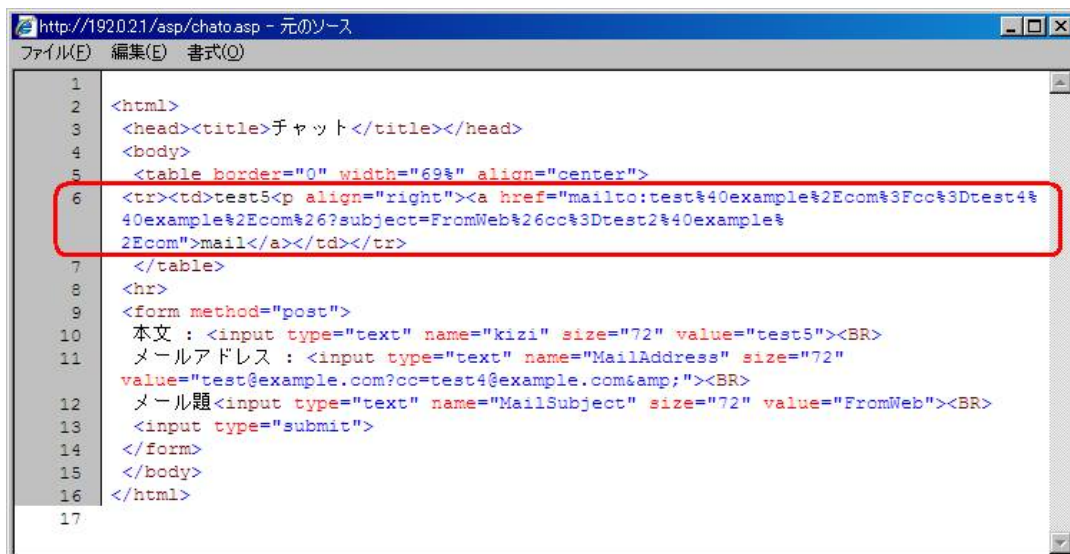 http://192.0.2.1/asp/chato.asp - 元のソース
ファイル(F) 編集(E) 書式(O)
1
2 <html>
3 <head><title>チャット</title></head>
4 <body>
5 <table border="0" width="69%" align="center">
6 <tr><td>test5<p align="right"><a href="mailto:test%40example%2Ecom%3Fcc%3Dtest4%
40example%2Ecom%26?subject=FromWeb%26cc%3Dtest2%40example%
2Ecom">mail</a></td></tr>
7 </table>
8 <hr>
9 <form method="post">
10 本文 : <input type="text" name="kizi" size="72" value="test5"><BR>
11 メールアドレス : <input type="text" name="MailAddress" size="72"
value="test@example.com?cc=test4@example.com&amp;"><BR>
12 メール題<input type="text" name="MailSubject" size="72" value="FromWeb"><BR>
13 <input type="submit">
14 </form>
15 </body>
16 </html>
17